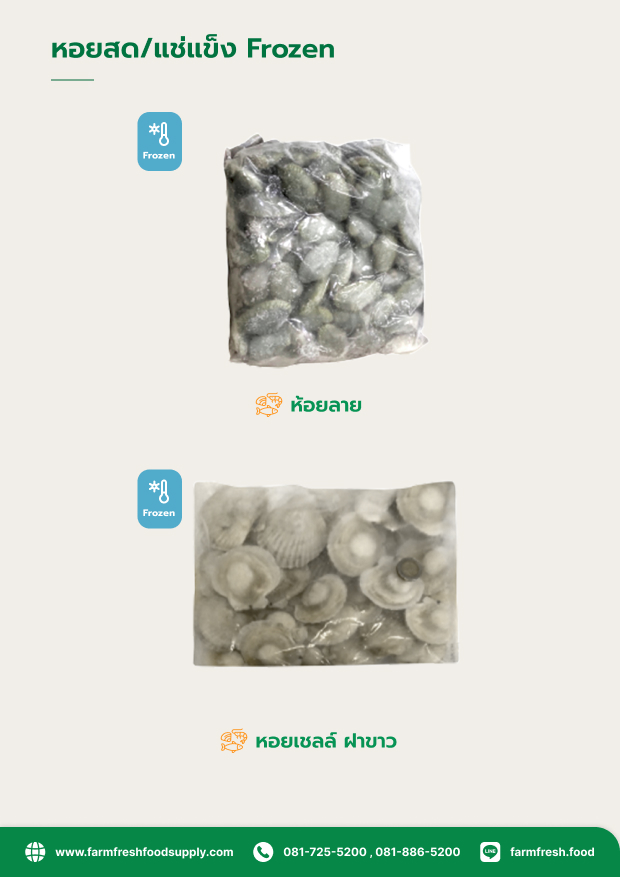 หอยสด/แช่แข็ง Frozen
Frozen
ห้อยลาย
Frozen
หอยเชลล์ ฝาขาว
www.farmfreshfoodsupply.com 081-725-5200 , 081-886-5200 LINE farmfresh.food